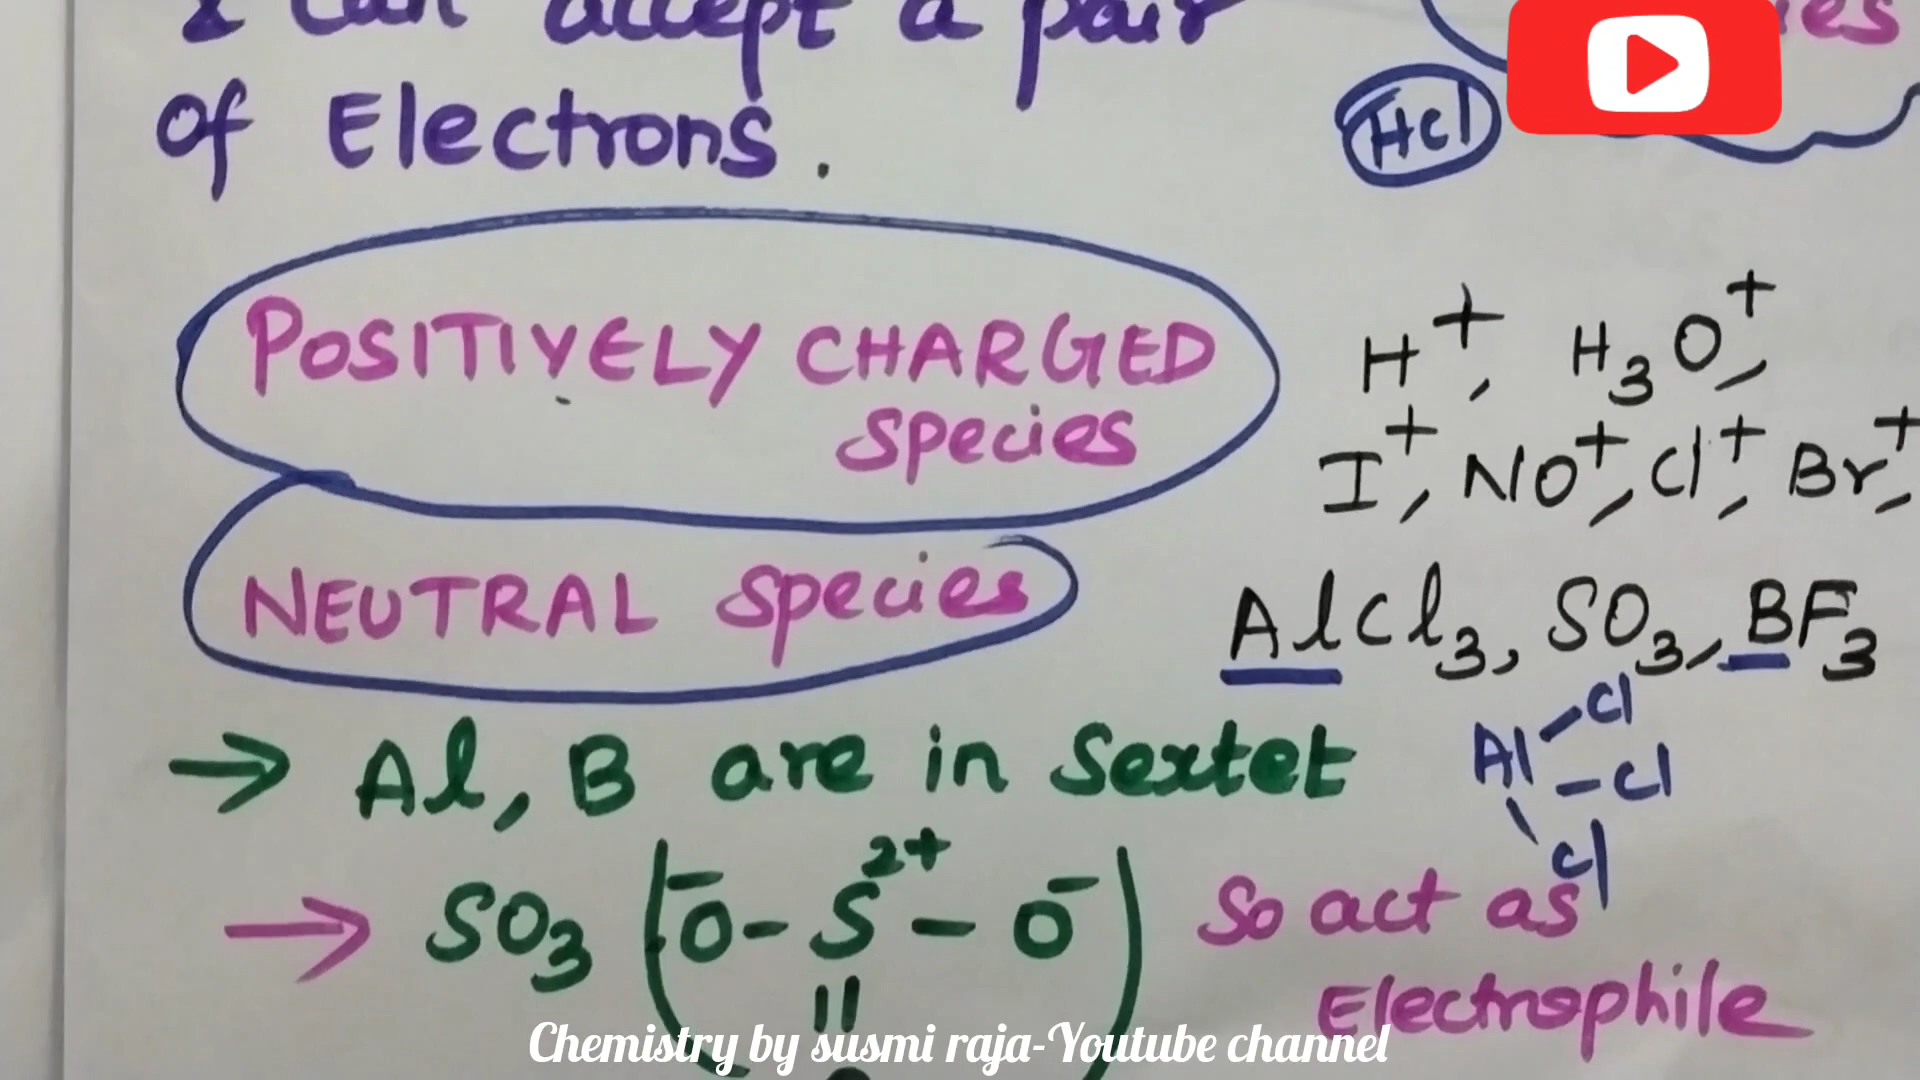 & can accept a pair
of Electrons.
HCl
POSITIVELY CHARGED
species
H⁺, H₃O⁺,
I⁺, NO⁺, Cl⁺, Br⁺,
NEUTRAL species
AlCl₃, SO₃, BF₃
→ Al, B are in Sextet
Al - Cl
- Cl
\ Cl
→ SO₃ (⁻O - S²⁺ - O⁻)
||
So act as
Electrophile
Chemistry by susmi raja-Youtube channel